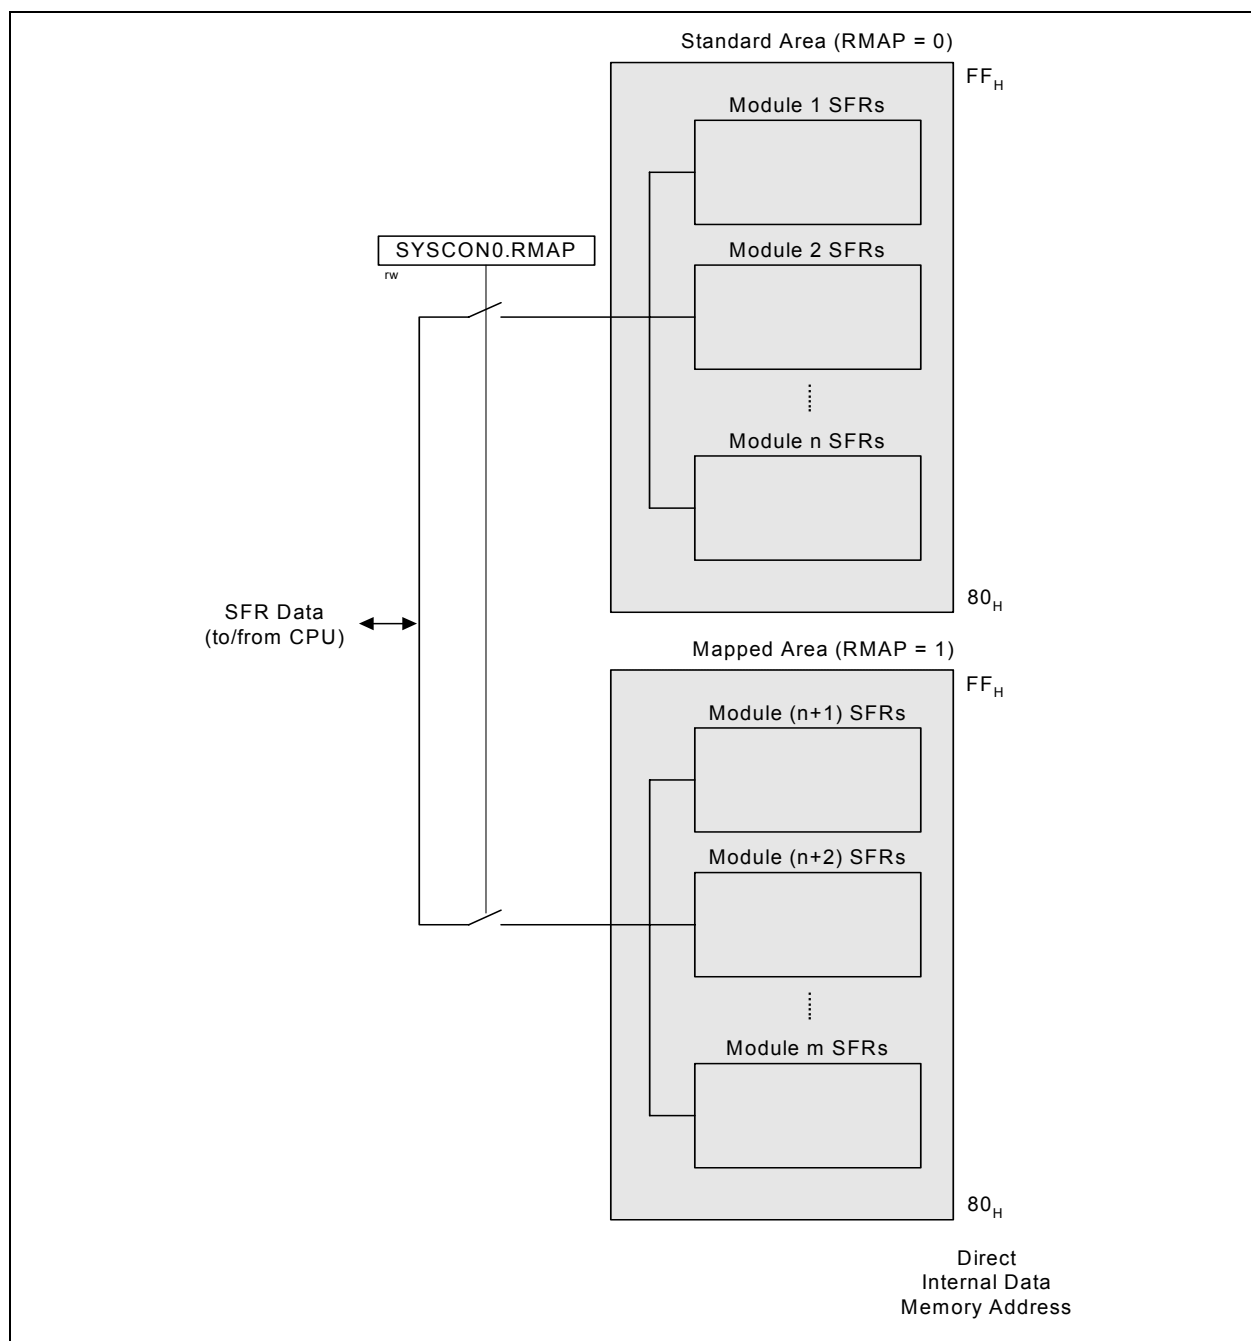 Standard Area (RMAP = 0)
FFH
Module 1 SFRs
SYSCON0.RMAP
rw
Module 2 SFRs
Module n SFRs
80H
SFR Data
(to/from CPU)
Mapped Area (RMAP = 1)
FFH
Module (n+1) SFRs
Module (n+2) SFRs
Module m SFRs
80H
Direct
Internal Data
Memory Address